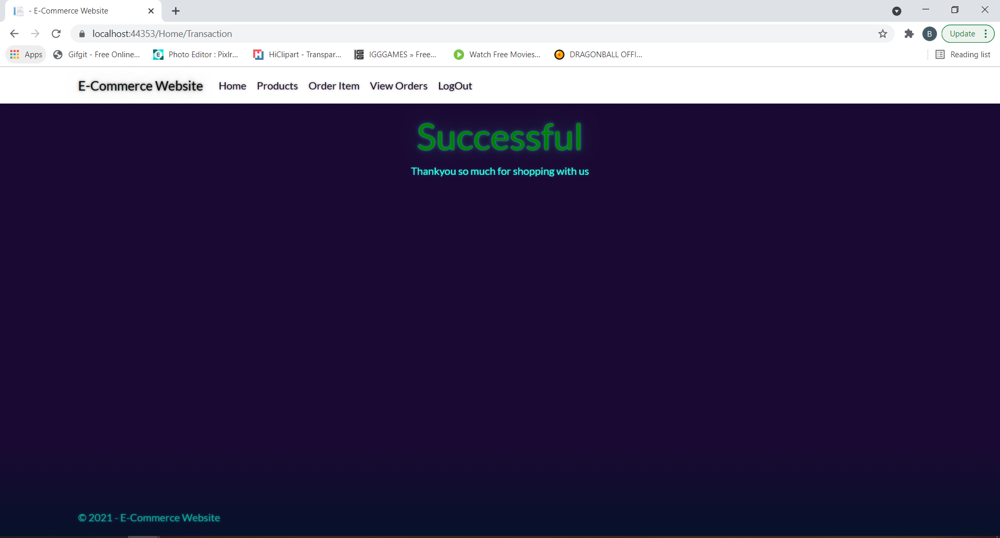 - E-Commerce Website
localhost:44353/Home/Transaction
B
Update
Apps
Gifgit - Free Online...
Photo Editor : Pixlr...
HiClipart - Transpar...
IGGGAMES » Free...
Watch Free Movies...
DRAGONBALL OFFI...
Reading list
E-Commerce Website Home Products Order Item View Orders LogOut
Successful
Thankyou so much for shopping with us
© 2021 - E-Commerce Website